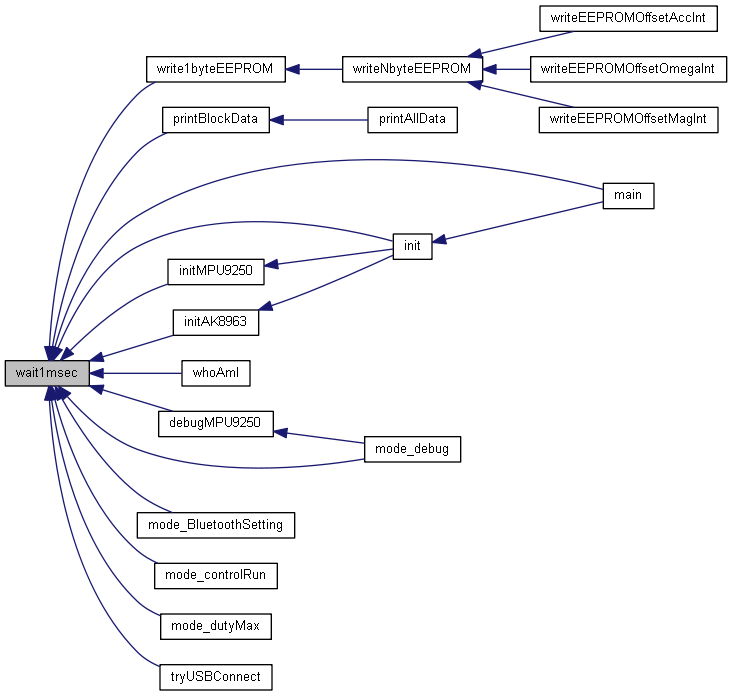 writeEEPROMOffsetAccInt
write1byteEEPROM
writeNbyteEEPROM
writeEEPROMOffsetOmegaInt
printBlockData
printAllData
writeEEPROMOffsetMagInt
main
init
initMPU9250
initAK8963
wait1msec
whoAmI
debugMPU9250
mode_debug
mode_BluetoothSetting
mode_controlRun
mode_dutyMax
tryUSBConnect